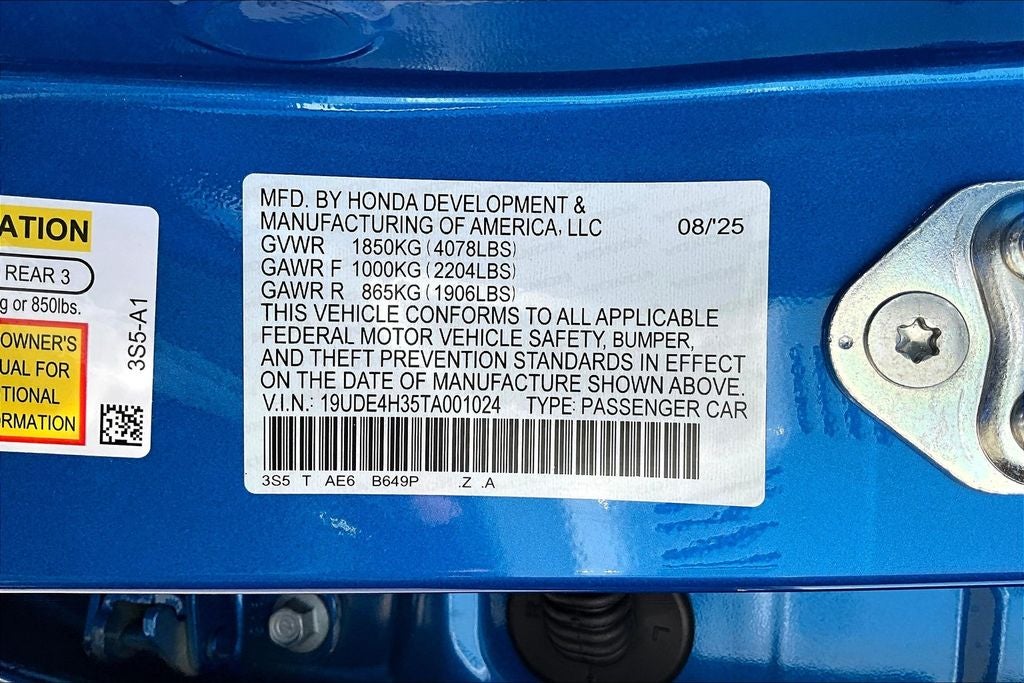 ATION
REAR 3
g or 850lbs.
OWNER'S
UAL FOR
TIONAL
RMATION
3S5-A1
MFD. BY HONDA DEVELOPMENT &
MANUFACTURING OF AMERICA, LLC 08/'25
GVWR 1850KG (4078LBS)
GAWR F 1000KG (2204LBS)
GAWR R 865KG (1906LBS)
THIS VEHICLE CONFORMS TO ALL APPLICABLE
FEDERAL MOTOR VEHICLE SAFETY, BUMPER,
AND THEFT PREVENTION STANDARDS IN EFFECT
ON THE DATE OF MANUFACTURE SHOWN ABOVE.
V.I.N.: 19UDE4H35TA001024 TYPE: PASSENGER CAR
3S5 T AE6 B649P .Z .A